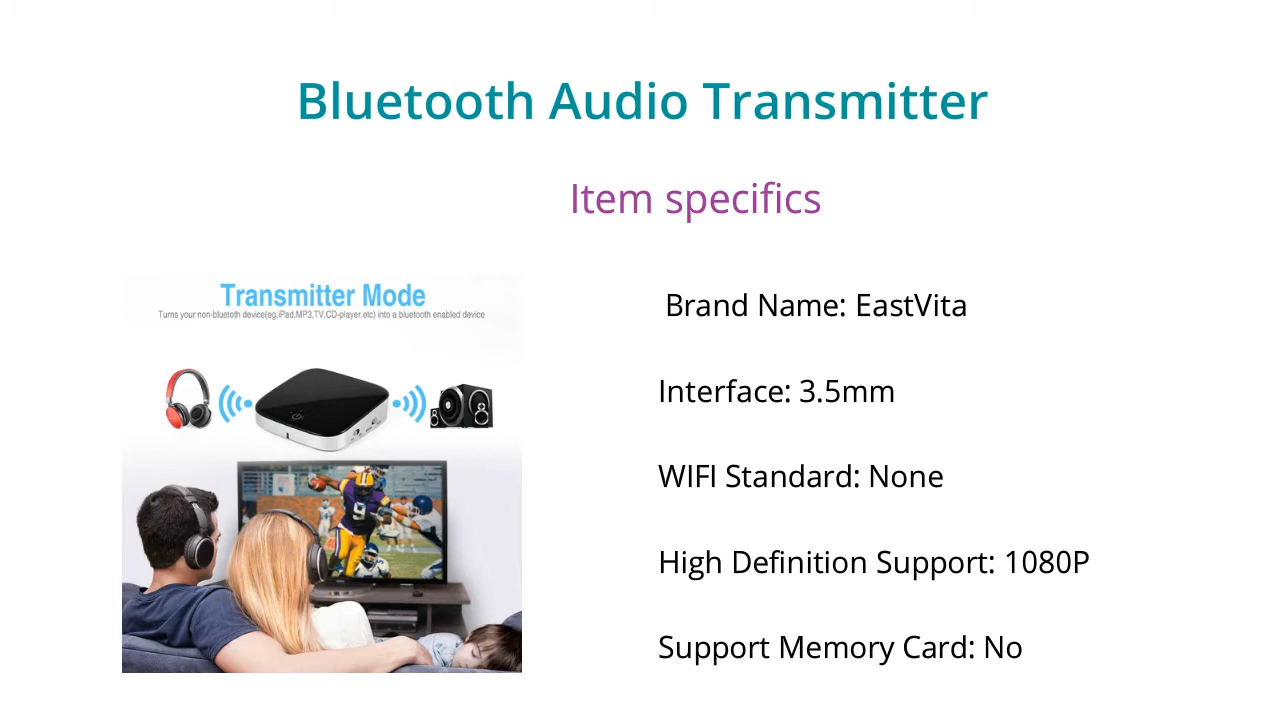 Bluetooth Audio Transmitter
Item specifics
Transmitter Mode
Turns your non-bluetoth device(eg,iPad,MP3,TV,CD-player,etc) into a bluetooth enabled device
9
Brand Name: EastVita
Interface: 3.5mm
WIFI Standard: None
High Definition Support: 1080P
Support Memory Card: No